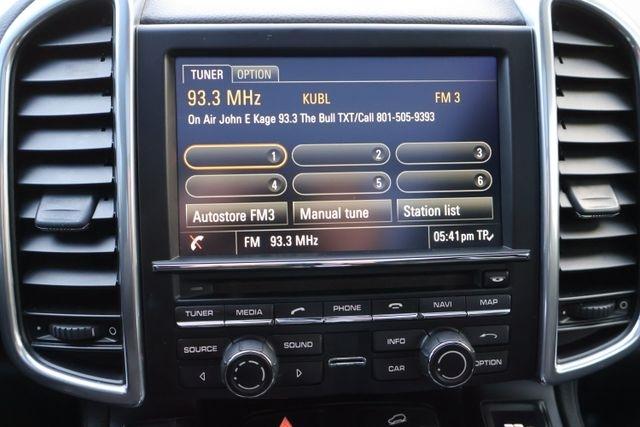 TUNER OPTION
93.3 MHz KUBL FM 3
On Air John E Kage 93.3 The Bull TXT/Call 801-505-9393
1 2 3
4 5 6
Autostore FM3 Manual tune Station list
FM 93.3 MHz 05:41 pm TP
TUNER MEDIA PHONE NAVI MAP
SOURCE SOUND INFO
CAR OPTION